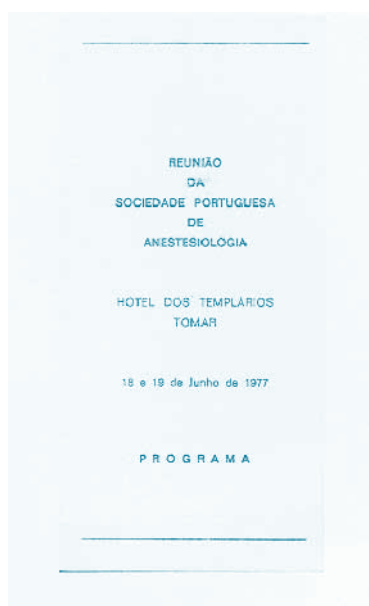 REUNIÃO
DA
SOCIEDADE PORTUGUESA
DE
ANESTESIOLOGIA
HOTEL DOS TEMPLÁRIOS
TOMAR
18 e 19 de Junho de 1977
PROGRAMA